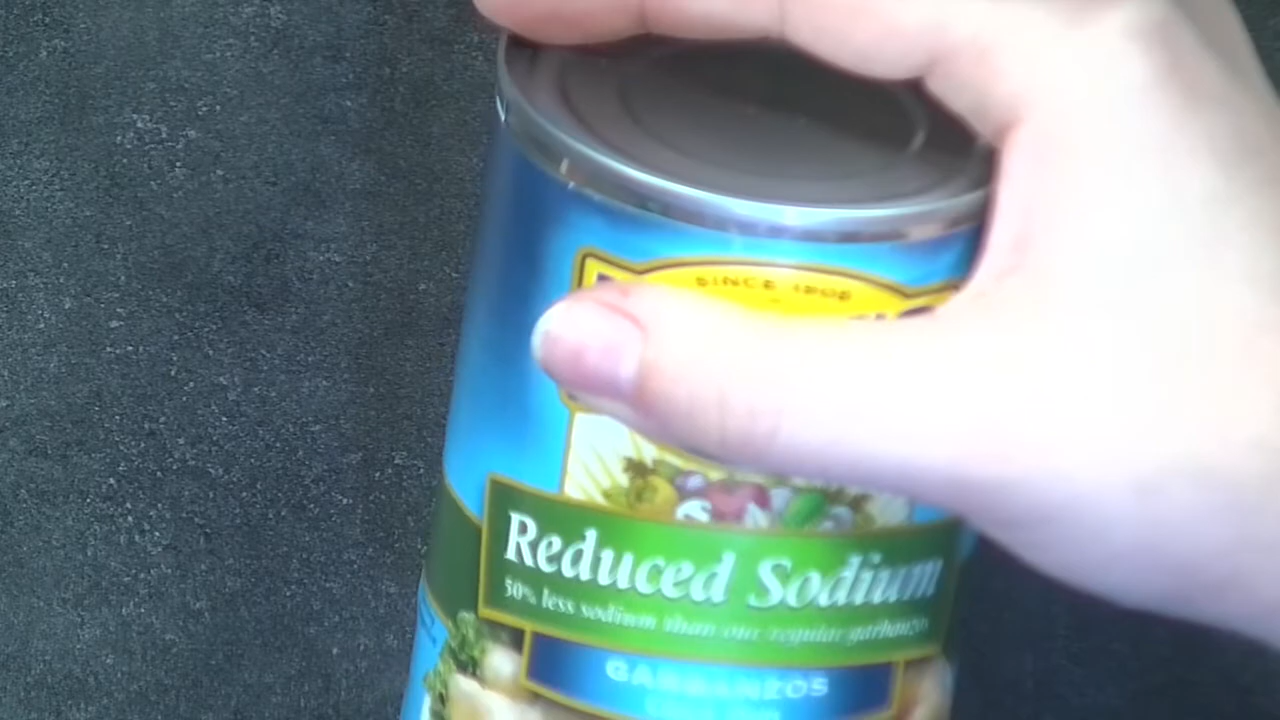 SINCE 1908
Reduced Sodium
50% less sodium than our regular garbanzos
GARBANZOS